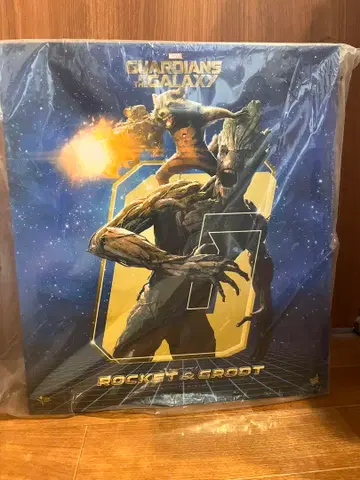 MARVEL
GUARDIANS
OF THE GALAXY
ROCKET & GROOT